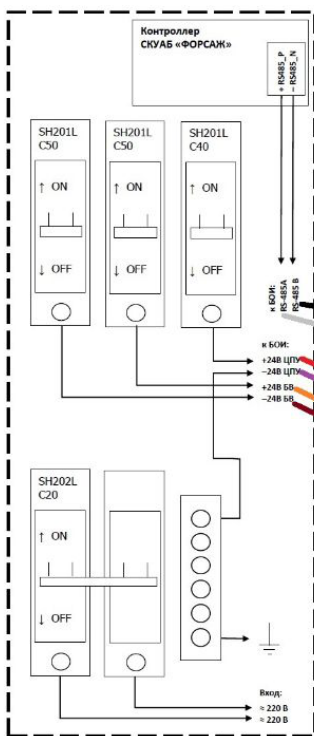 Контроллер
СКУАБ «ФОРСАЖ»
+ RS485_P
− RS485_N
SH201L
C50
↑ ON
↓ OFF
SH201L
C50
↑ ON
↓ OFF
SH201L
C40
↑ ON
↓ OFF
к БОИ:
RS-485A
RS-485 B
к БОИ:
+24В ЦПУ
−24В ЦПУ
+24В БВ
−24В БВ
SH202L
C20
↑ ON
↓ OFF
Вход:
≈ 220 В
≈ 220 В